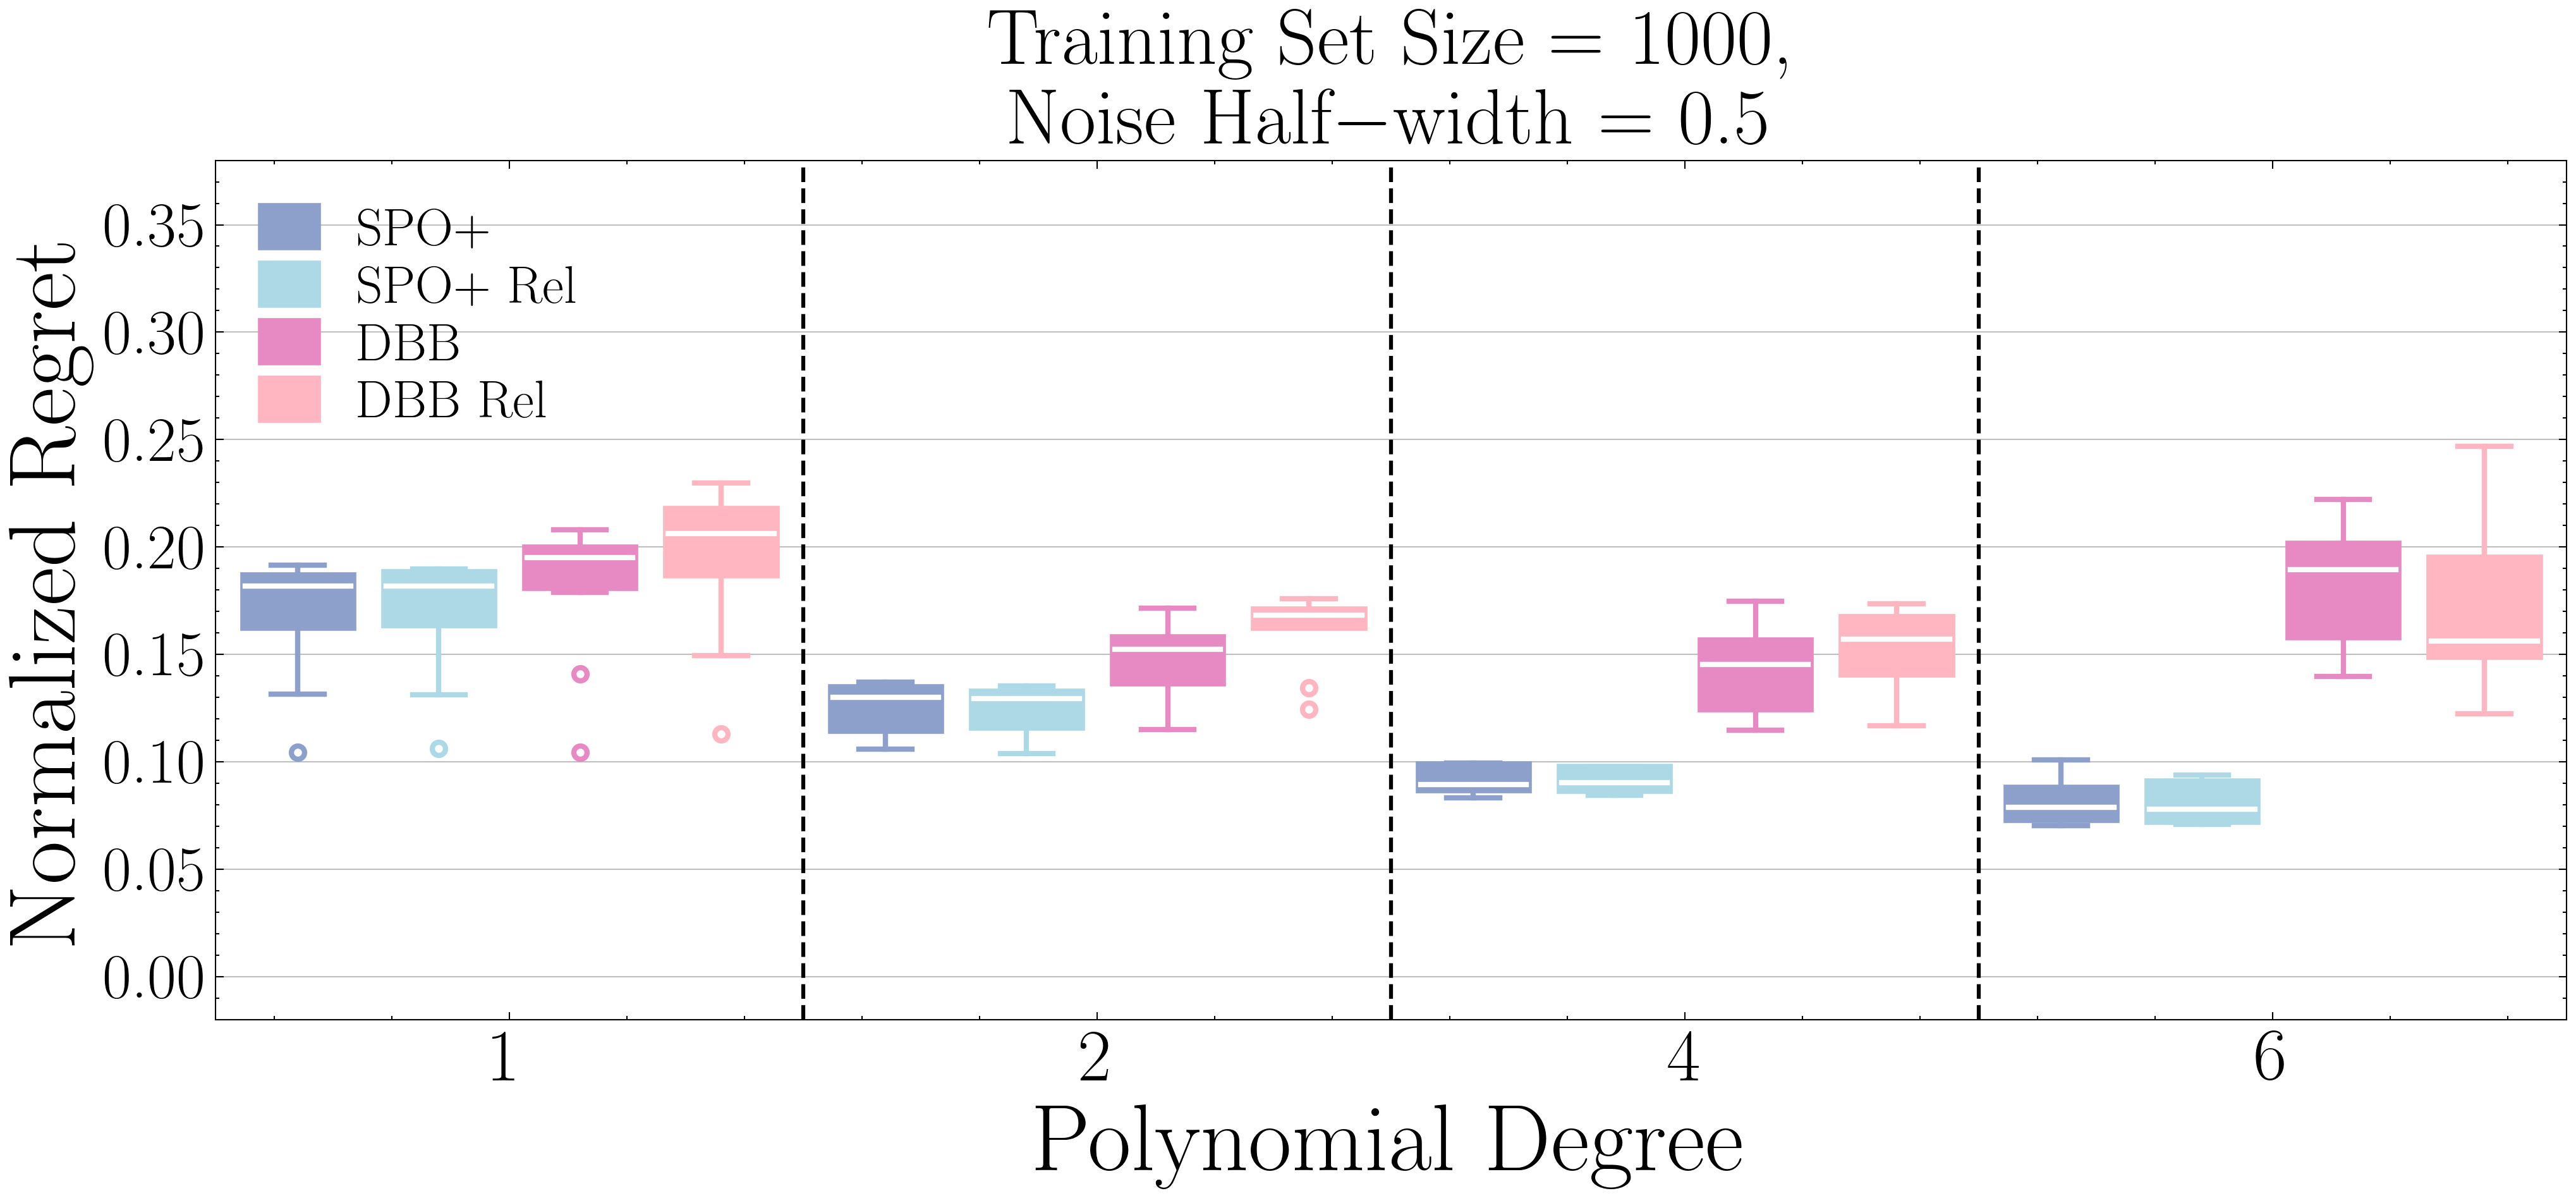 Training Set Size = 1000,
Noise Half−width = 0.5
Normalized Regret
0.35
0.30
0.25
0.20
0.15
0.10
0.05
0.00
SPO+
SPO+ Rel
DBB
DBB Rel
1 2 4 6
Polynomial Degree